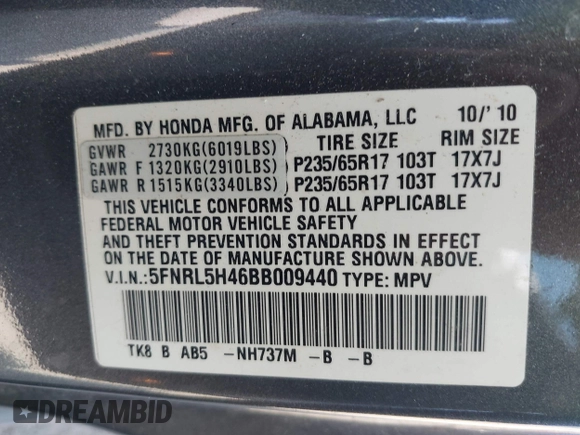 MFD. BY HONDA MFG. OF ALABAMA, LLC 10/'10
TIRE SIZE RIM SIZE
GVWR 2730KG(6019LBS)
GAWR F 1320KG(2910LBS) P235/65R17 103T 17X7J
GAWR R 1515KG(3340LBS) P235/65R17 103T 17X7J
THIS VEHICLE CONFORMS TO ALL APPLICABLE
FEDERAL MOTOR VEHICLE SAFETY
AND THEFT PREVENTION STANDARDS IN EFFECT
ON THE DATE OF MANUFACTURE SHOWN ABOVE.
V.I.N.:5FNRL5H46BB009440 TYPE: MPV
TK8 B AB5 -NH737M -B -B
DREAMBID